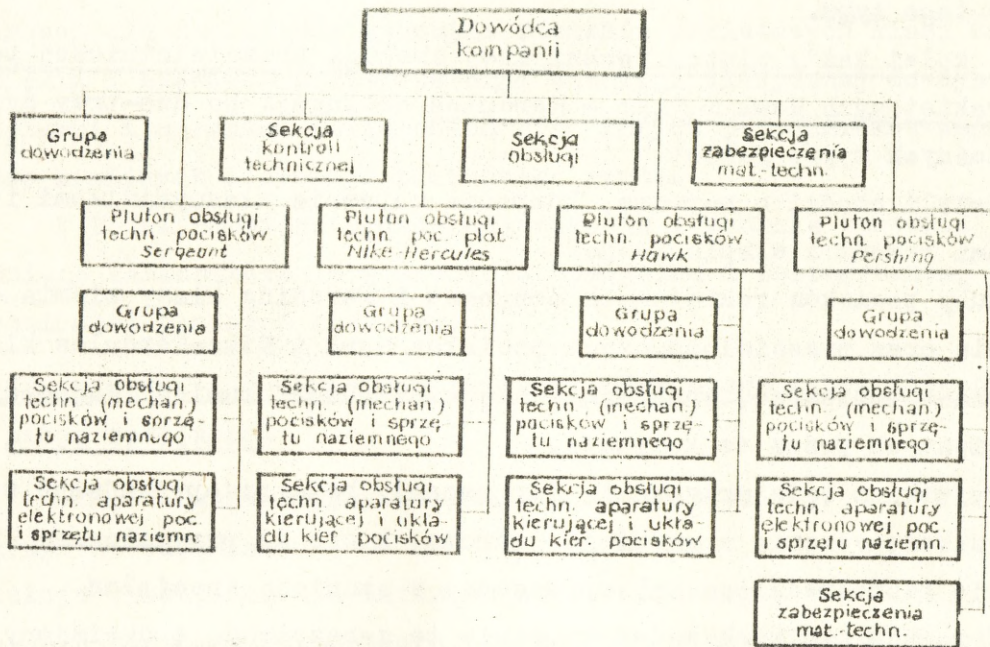 Dowódca
kompanii
Grupa
dowodzenia
Sekcja
kontroli
technicznej
Sekcja
obsługi
Sekcja
zabezpieczenia
mat.-techn.
Pluton obsługi
techn. pocisków
Sergeant
Pluton obsługi
techn. poc. plot.
Nike-Hercules
Pluton obsługi
techn. pocisków
Hawk
Pluton obsługi
techn. pocisków
Pershing
Grupa
dowodzenia
Grupa
dowodzenia
Grupa
dowodzenia
Grupa
dowodzenia
Sekcja obsługi
techn. (mechan.)
pocisków i sprzę-
tu naziemnego
Sekcja obsługi
techn. (mechan.)
pocisków i sprzę-
tu naziemnego
Sekcja obsługi
techn. (mechan.)
pocisków i sprzę-
tu naziemnego
Sekcja obsługi
techn. (mechan.)
pocisków i sprzę-
tu naziemnego
Sekcja obsługi
techn. aparatury
elektronowej poc.
i sprzętu naziemn.
Sekcja obsługi
techn. aparatury
kierującej i ukła-
du kier. pocisków
Sekcja obsługi
techn. aparatury
kierującej i ukła-
du kier. pocisków
Sekcja obsługi
techn. aparatury
elektronowej poc.
i sprzętu naziemn.
Sekcja
zabezpieczenia
mat.-techn.